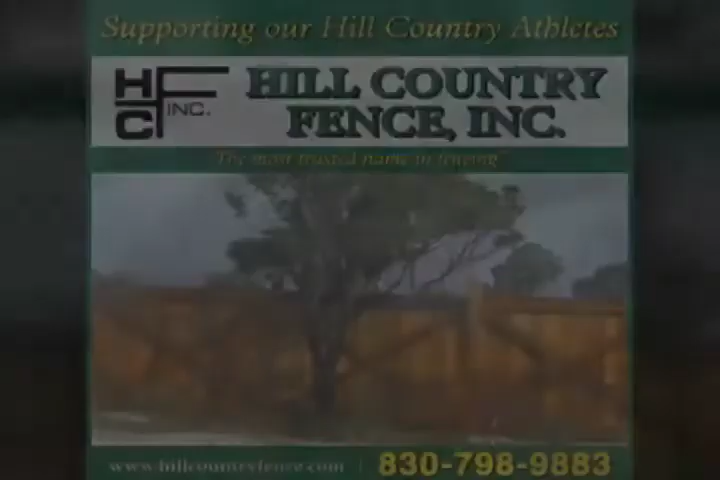 Supporting our Hill Country Athletes
HCF INC.
HILL COUNTRY
FENCE, INC.
"The most trusted name in fencing"
www.hillcountryfence.com | 830-798-9883